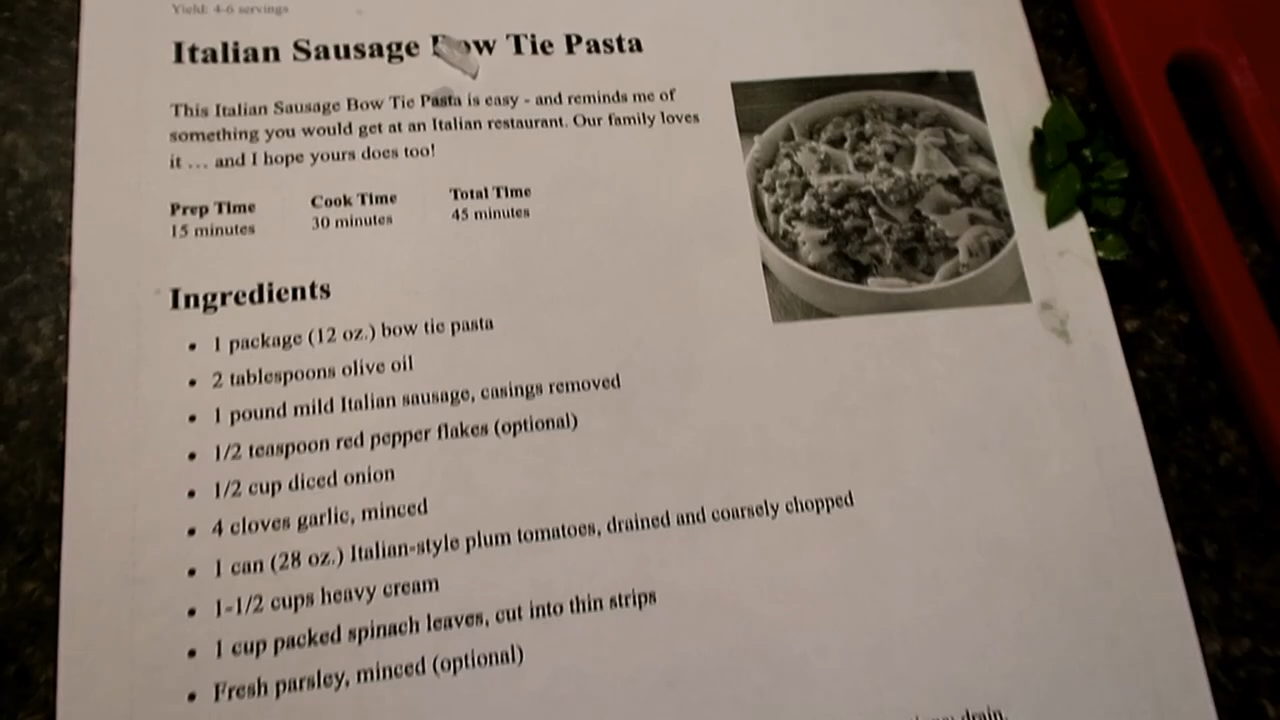 Yield: 4-6 servings
Italian Sausage Bow Tie Pasta
This Italian Sausage Bow Tie Pasta is easy - and reminds me of
something you would get at an Italian restaurant. Our family loves
it ... and I hope yours does too!
Prep Time Cook Time Total Time
15 minutes 30 minutes 45 minutes
Ingredients
• 1 package (12 oz.) bow tie pasta
• 2 tablespoons olive oil
• 1 pound mild Italian sausage, casings removed
• 1/2 teaspoon red pepper flakes (optional)
• 1/2 cup diced onion
• 4 cloves garlic, minced
• 1 can (28 oz.) Italian-style plum tomatoes, drained and coarsely chopped
• 1-1/2 cups heavy cream
• 1 cup packed spinach leaves, cut into thin strips
• Fresh parsley, minced (optional)
drain.